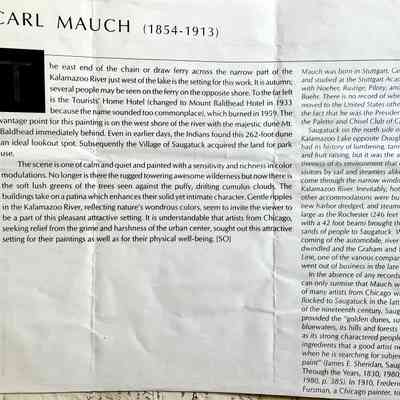 CARL MAUCH (1854-1913)
The east end of the chain or draw ferry across the narrow part of the
Kalamazoo River just west of the lake is the setting for this work. It is autumn;
several people may be seen on the ferry on the opposite shore. To the far left
is the Tourists' Home Hotel (changed to Mount Baldhead Hotel in 1933
because the name sounded too commonplace), which burned in 1959. The
vantage point for this painting is on the west shore of the river with the majestic dune Mt.
Baldhead immediately behind. Even in earlier days, the Indians found this 262-foot dune
an ideal lookout spot. Subsequently the Village of Saugatuck acquired the land for park
use.
The scene is one of calm and quiet and painted with a sensitivity and richness in color
modulations. No longer is there the rugged towering awesome wilderness but now there is
the soft lush greens of the trees seen against the puffy, drifting cumulus clouds. The
buildings take on a patina which enhances their solid yet intimate character. Gentle ripples
in the Kalamazoo River, reflecting nature's wondrous colors, seem to invite the viewer to
be a part of this pleasant attractive setting. It is understandable that artists from Chicago,
seeking relief from the grime and harshness of the urban center, sought out this attractive
setting for their paintings as well as for their physical well-being. (SO)
Mauch was born in Stuttgart, Ger
and studied at the Stuttgart Aca
with Noeher, Rustige, Piloty, and
Buehr. There is no record of whe
moved to the United States othe
the fact that he was the Presider
the Palette and Chisel Club of C
Saugatuck on the south side o
Kalamazoo Lake opposite Doug
had its history of lumbering, tann
and fruit raising, but it was the a
tiveness of its environment that
visitors by rail and steamers alike
come through the narrow windin
Kalamazoo River. Inevitably, hot
other accommodations were bu
new harbor dredged, and steam
large as the Rochester (246 feet
with a 42 foot beam) brought th
sands of people to Saugatuck. W
coming of the automobile, river
dwindled and the Graham and
Line, one of the various compan
went out of business in the late
In the absence of any records
can only surmise that Mauch w
of many artists from Chicago wh
flocked to Saugatuck in the latt
of the nineteenth century. Saug
provided the "golden dunes, su
bluewaters, its hills and forests
as its strong charactered people
ingredients that a good artist ne
when he is searching for subjec
paint" (James E. Sheridan, Saug
Through the Years, 1830, 1980,
1980, p. 385). In 1910, Frederic
Fursman, a Chicago painter, to